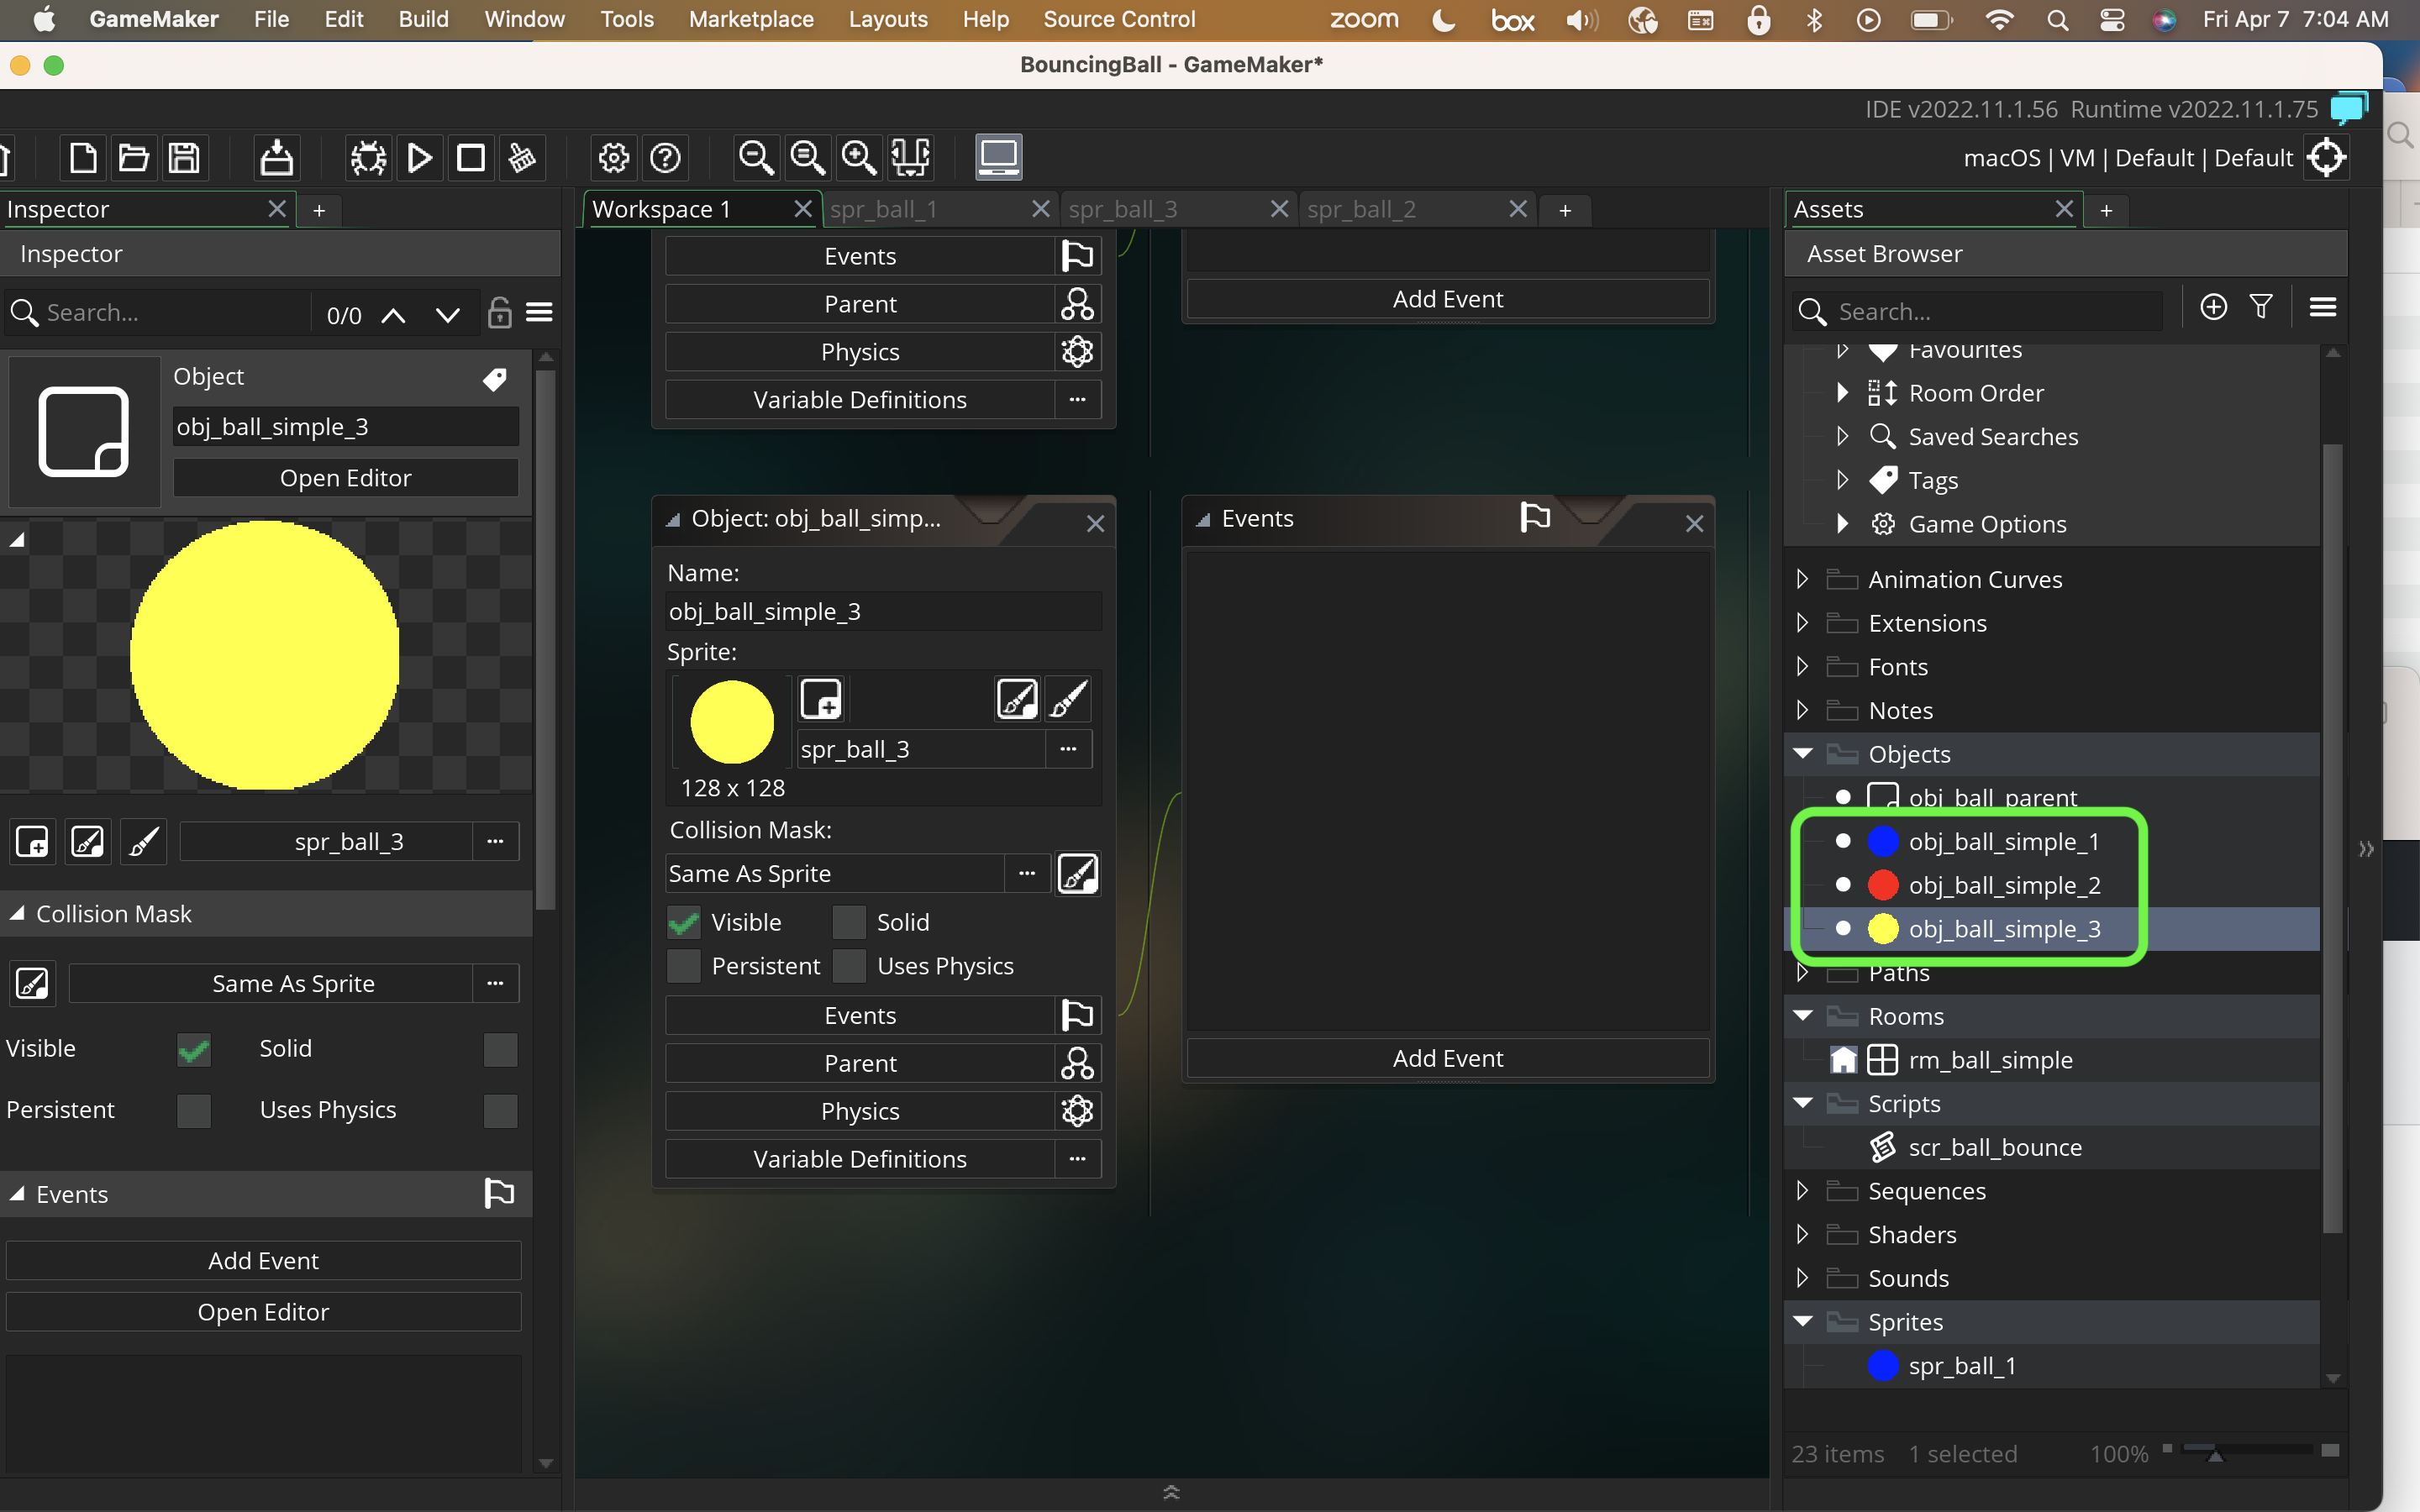 GameMaker File Edit Build Window Tools Marketplace Layouts Help Source Control zoom box Fri Apr 7 7:04 AM
BouncingBall - GameMaker*
IDE v2022.11.1.56 Runtime v2022.11.1.75
macOS | VM | Default | Default
Inspector +
Workspace 1 spr_ball_1 spr_ball_3 spr_ball_2 +
Assets +
Inspector
Search... 0/0
Object
obj_ball_simple_3
Open Editor
spr_ball_3 ...
Collision Mask
Same As Sprite ...
Visible Solid
Persistent Uses Physics
Events
Add Event
Open Editor
Events
Parent
Physics
Variable Definitions ...
Add Event
Object: obj_ball_simp...
Name:
obj_ball_simple_3
Sprite:
spr_ball_3 ...
128 x 128
Collision Mask:
Same As Sprite ...
Visible Solid
Persistent Uses Physics
Events
Parent
Physics
Variable Definitions ...
Events
Add Event
Asset Browser
Search...
Favourites
Room Order
Saved Searches
Tags
Game Options
Animation Curves
Extensions
Fonts
Notes
Objects
obj_ball_parent
obj_ball_simple_1
obj_ball_simple_2
obj_ball_simple_3
Paths
Rooms
rm_ball_simple
Scripts
scr_ball_bounce
Sequences
Shaders
Sounds
Sprites
spr_ball_1
23 items 1 selected 100%